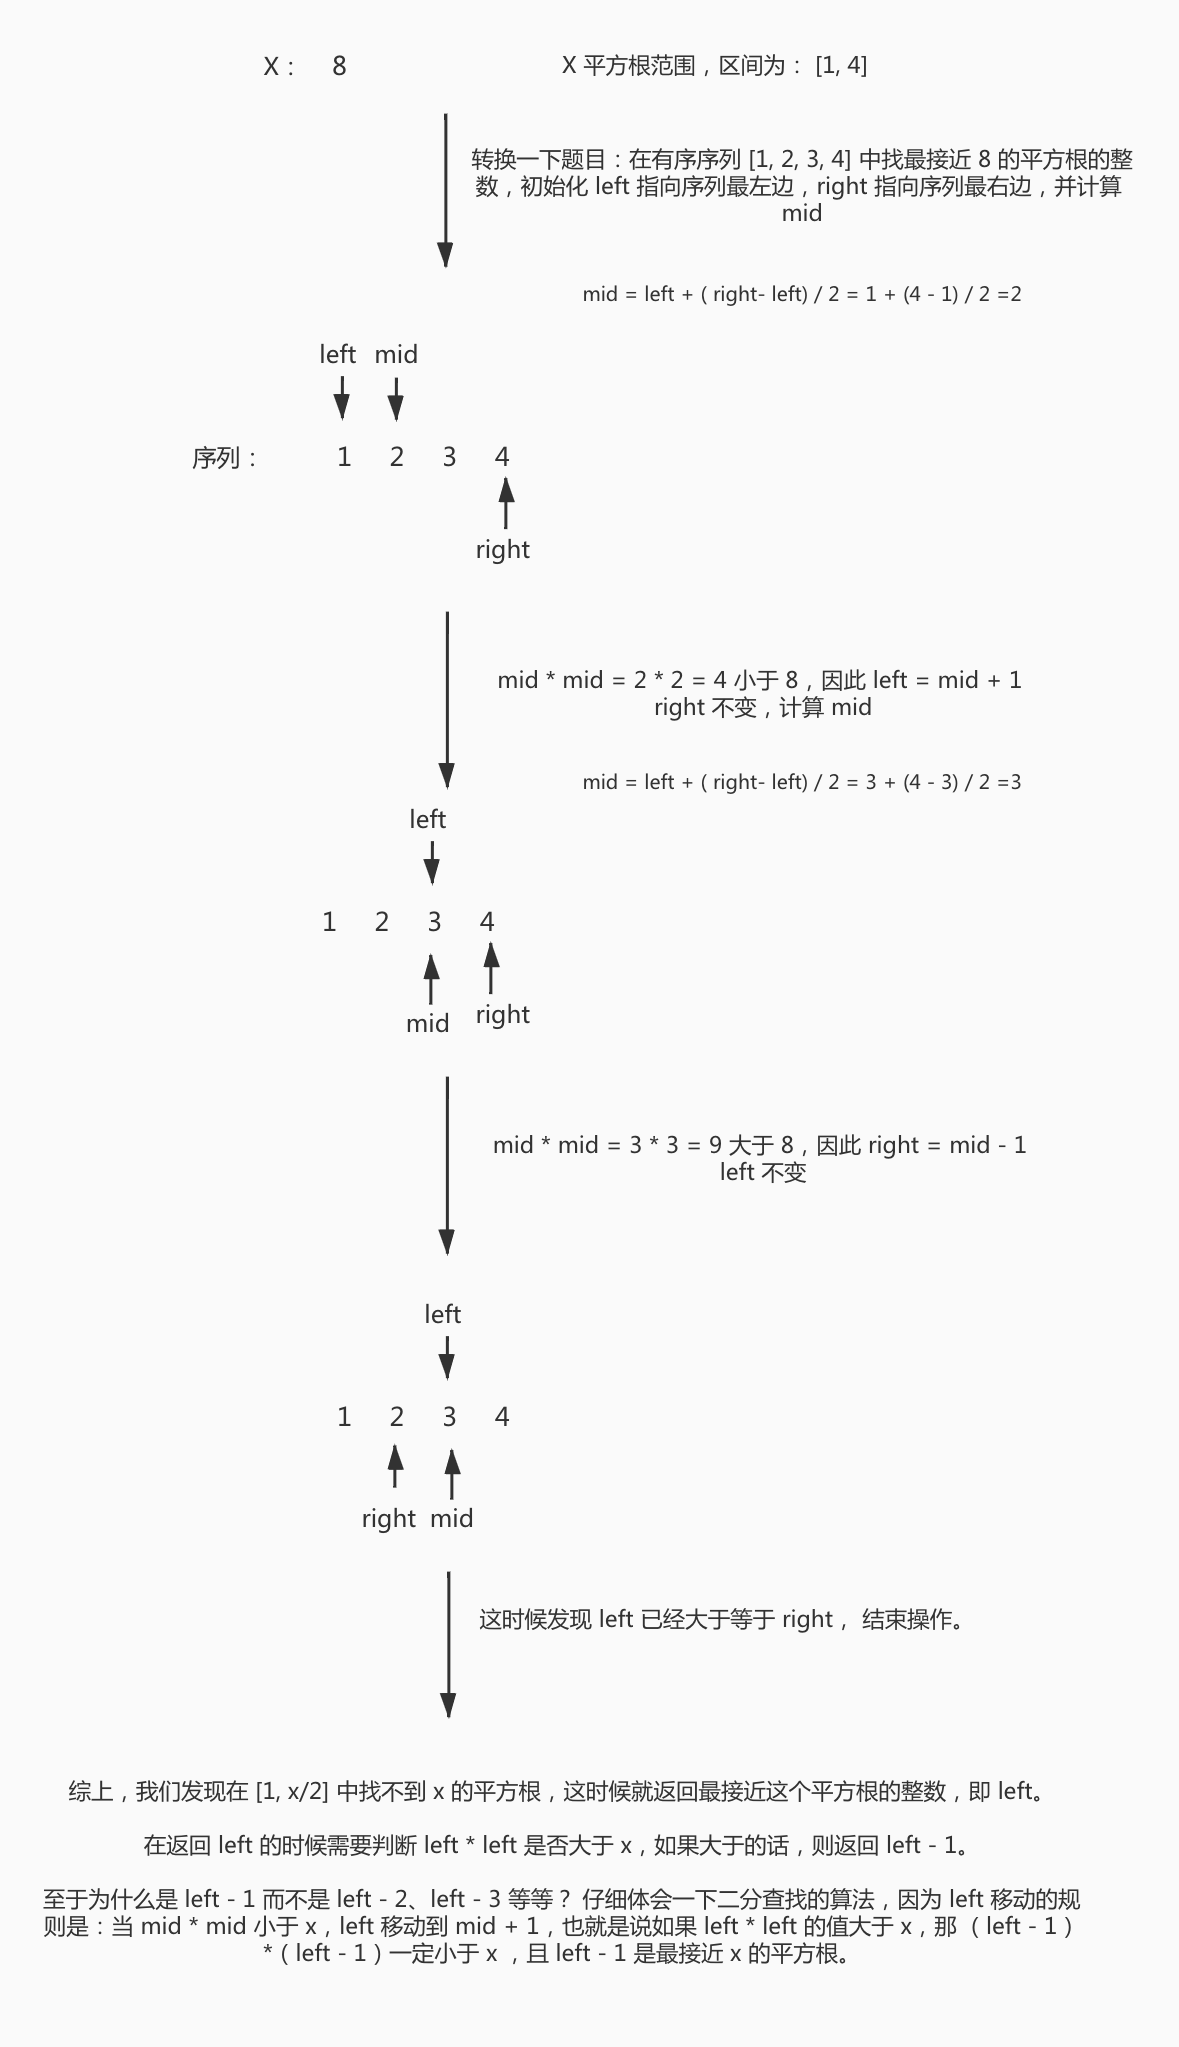 X： 8 X 平方根范围，区间为： [1, 4]
转换一下题目：在有序序列 [1, 2, 3, 4] 中找最接近 8 的平方根的整
数，初始化 left 指向序列最左边，right 指向序列最右边，并计算
mid
mid = left + ( right- left) / 2 = 1 + (4 - 1) / 2 =2
left mid
序列： 1 2 3 4
right
mid * mid = 2 * 2 = 4 小于 8，因此 left = mid + 1
right 不变，计算 mid
mid = left + ( right- left) / 2 = 3 + (4 - 3) / 2 =3
left
1 2 3 4
mid right
mid * mid = 3 * 3 = 9 大于 8，因此 right = mid - 1
left 不变
left
1 2 3 4
right mid
这时候发现 left 已经大于等于 right， 结束操作。
综上，我们发现在 [1, x/2] 中找不到 x 的平方根，这时候就返回最接近这个平方根的整数，即 left。
在返回 left 的时候需要判断 left * left 是否大于 x，如果大于的话，则返回 left - 1。
至于为什么是 left - 1 而不是 left - 2、left - 3 等等？ 仔细体会一下二分查找的算法，因为 left 移动的规
则是：当 mid * mid 小于 x，left 移动到 mid + 1，也就是说如果 left * left 的值大于 x，那 （left - 1）
*（left - 1）一定小于 x ，且 left - 1 是最接近 x 的平方根。